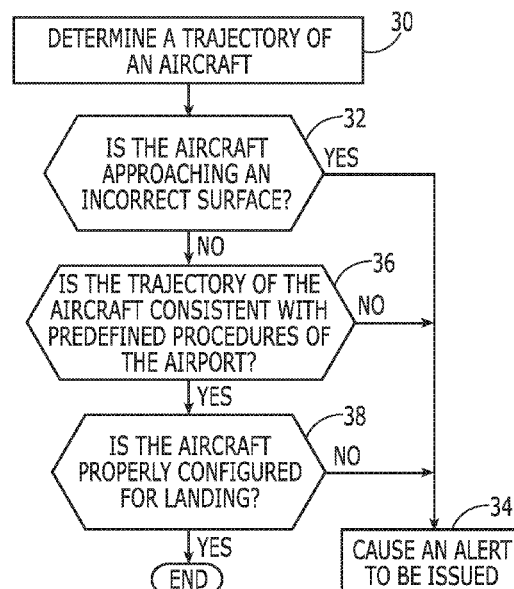 30
DETERMINE A TRAJECTORY OF
AN AIRCRAFT
32
IS THE AIRCRAFT
APPROACHING AN
INCORRECT SURFACE?
YES
NO
36
IS THE TRAJECTORY OF THE
AIRCRAFT CONSISTENT WITH
PREDEFINED PROCEDURES OF
THE AIRPORT?
NO
YES
38
IS THE AIRCRAFT
PROPERLY CONFIGURED
FOR LANDING?
NO
YES
34
END
CAUSE AN ALERT
TO BE ISSUED